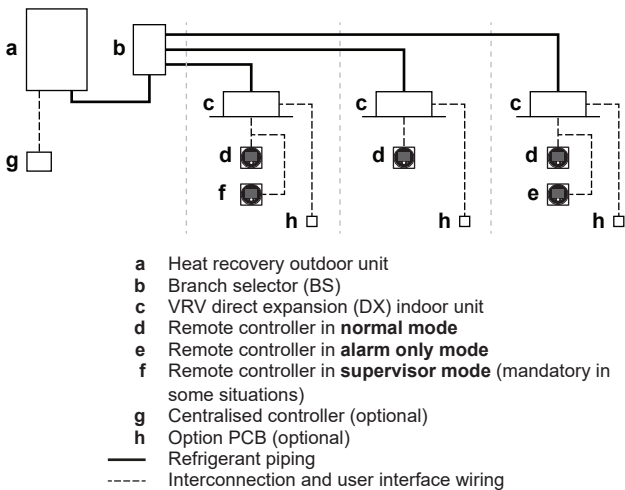 a
b
c
c
c
d
d
d
g
f
e
h
h
h
a Heat recovery outdoor unit
b Branch selector (BS)
c VRV direct expansion (DX) indoor unit
d Remote controller in normal mode
e Remote controller in alarm only mode
f Remote controller in supervisor mode (mandatory in
some situations)
g Centralised controller (optional)
h Option PCB (optional)
Refrigerant piping
Interconnection and user interface wiring